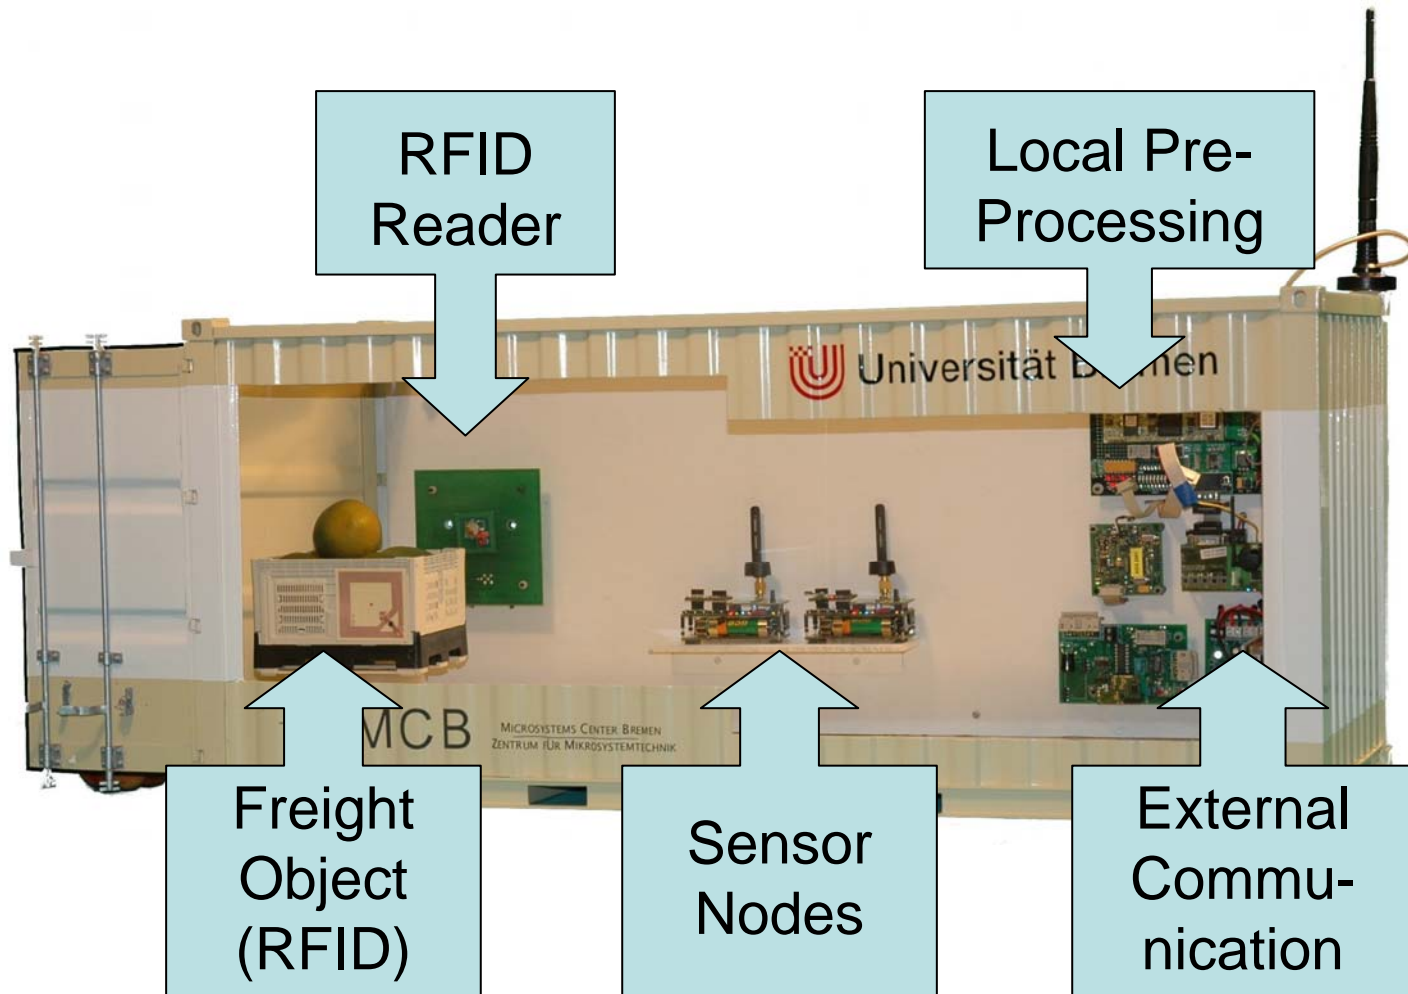 RFID
Reader
Local Pre-
Processing
Universität Bremen
MCB
MICROSYSTEMS CENTER BREMEN
ZENTRUM FÜR MIKROSYSTEMTECHNIK
Freight
Object
(RFID)
Sensor
Nodes
External
Commu-
nication